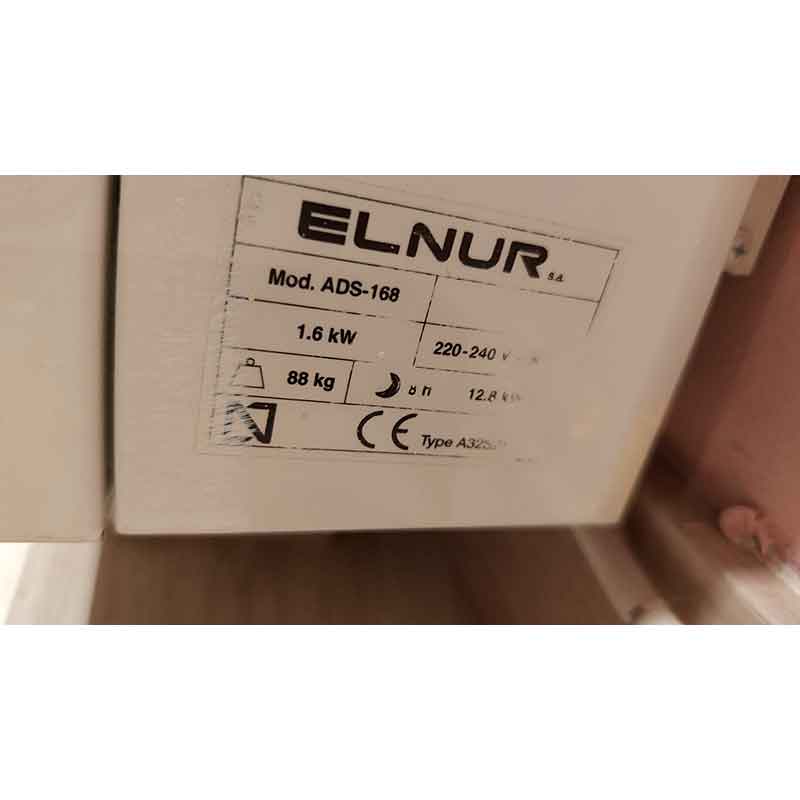 ELNUR s.a.
Mod. ADS-168
1.6 kW
220-240 V
88 kg
8 h 12.8
CE Type